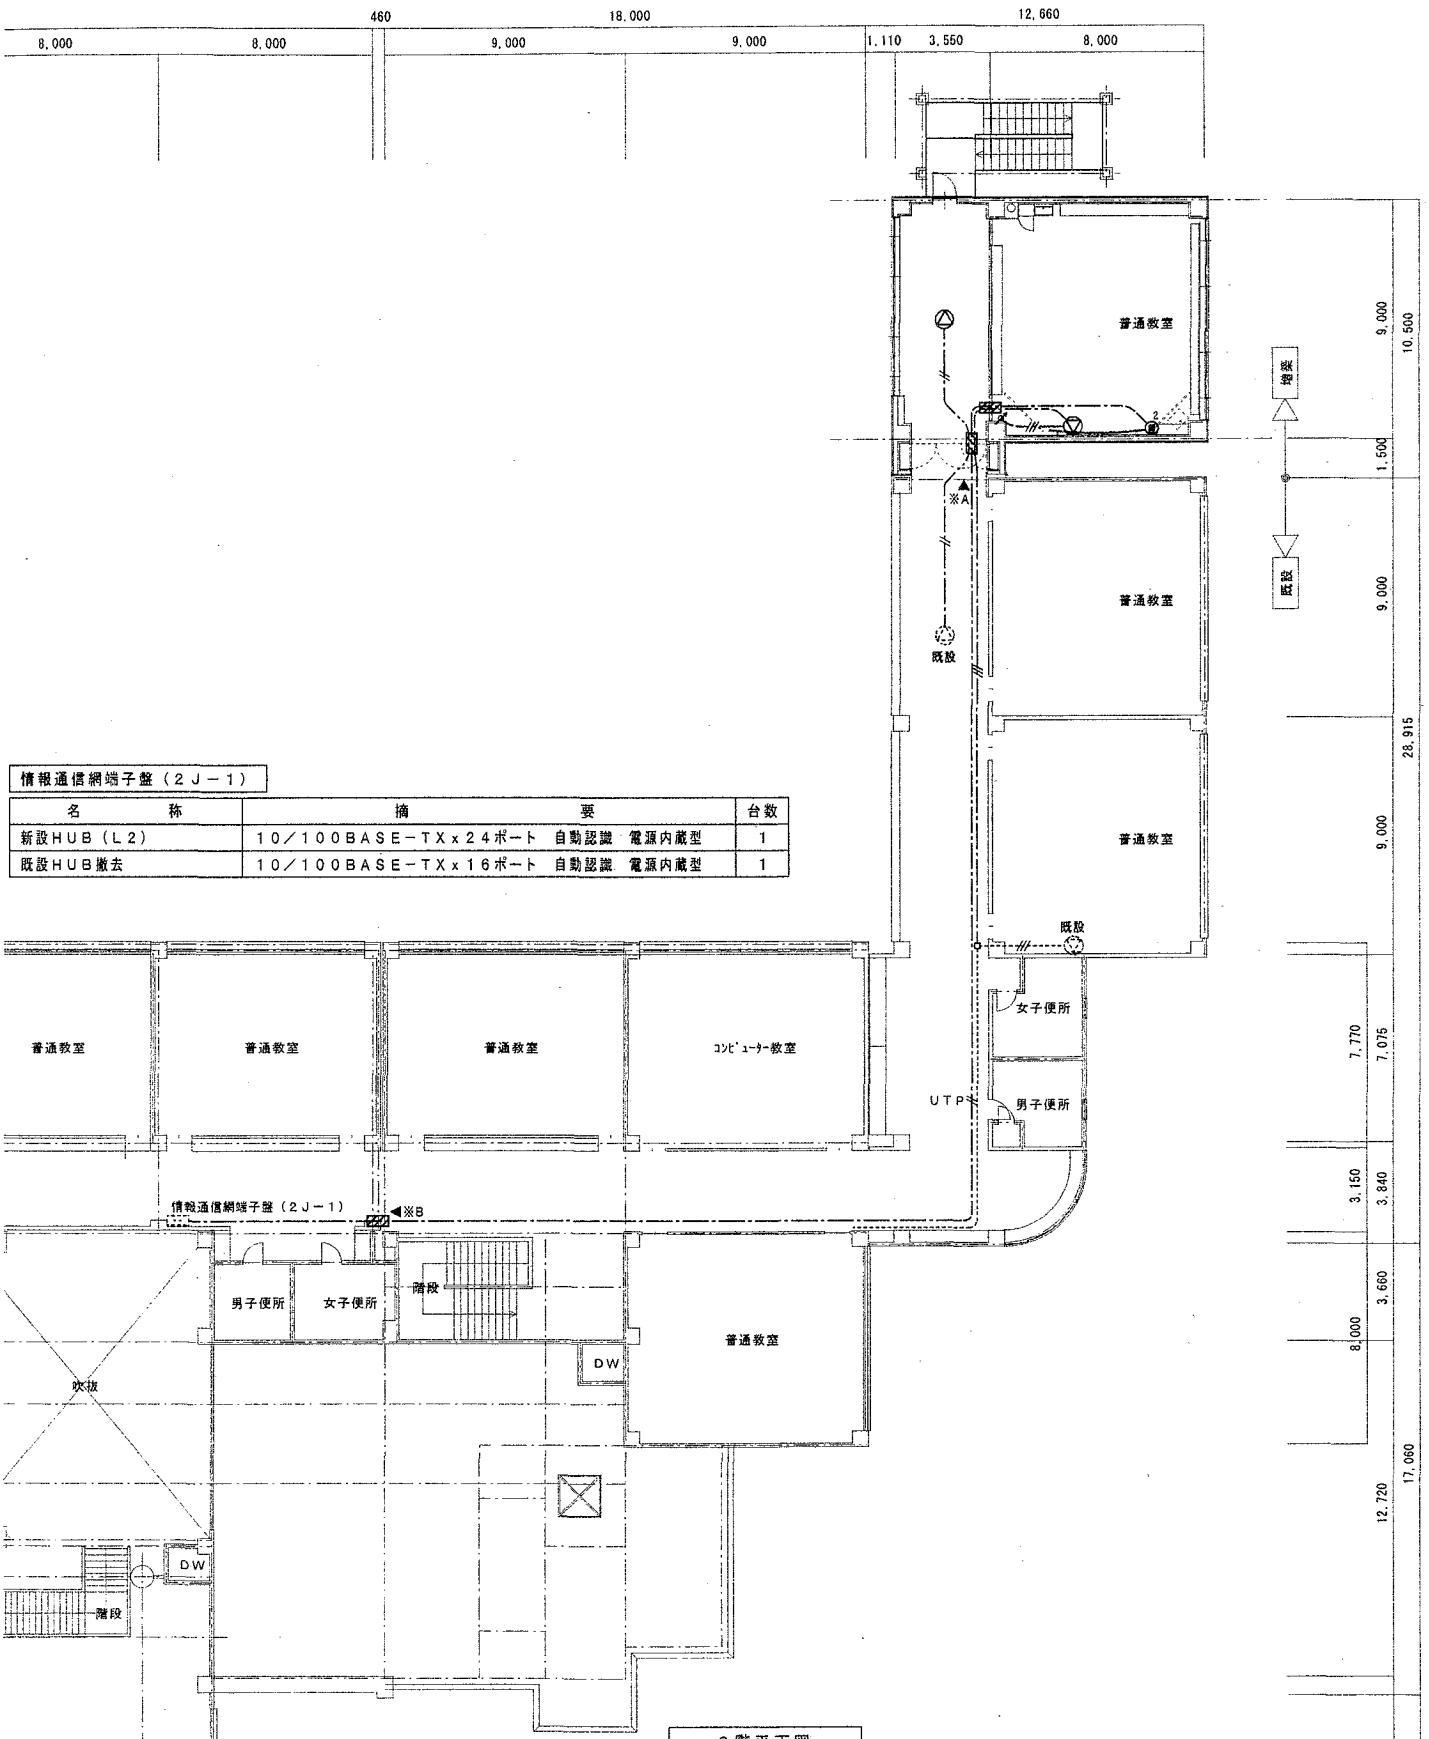 460 18,000 12,660
8,000 8,000 9,000 9,000 1,110 3,550 8,000
普通教室
9,000
10,500
増築
2
1,500
※A
普通教室
既設
9,000
既設
28,915
情報通信網端子盤（2J－1）
名 称 摘 要 台数
新設HUB（L2） 10／100BASE－TXx24ポート 自動認識 電源内蔵型 1
既設HUB撤去 10／100BASE－TXx16ポート 自動認識 電源内蔵型 1
普通教室
9,000
既設
女子便所
普通教室 普通教室 普通教室 コンピューター教室
7,770
7,075
UTP
男子便所
情報通信網端子盤（2J－1）
※B
3,150
3,840
男子便所 女子便所 階段
普通教室
3,660
8,000
DW
吹抜
17,060
12,720
DW
階段
階平面図